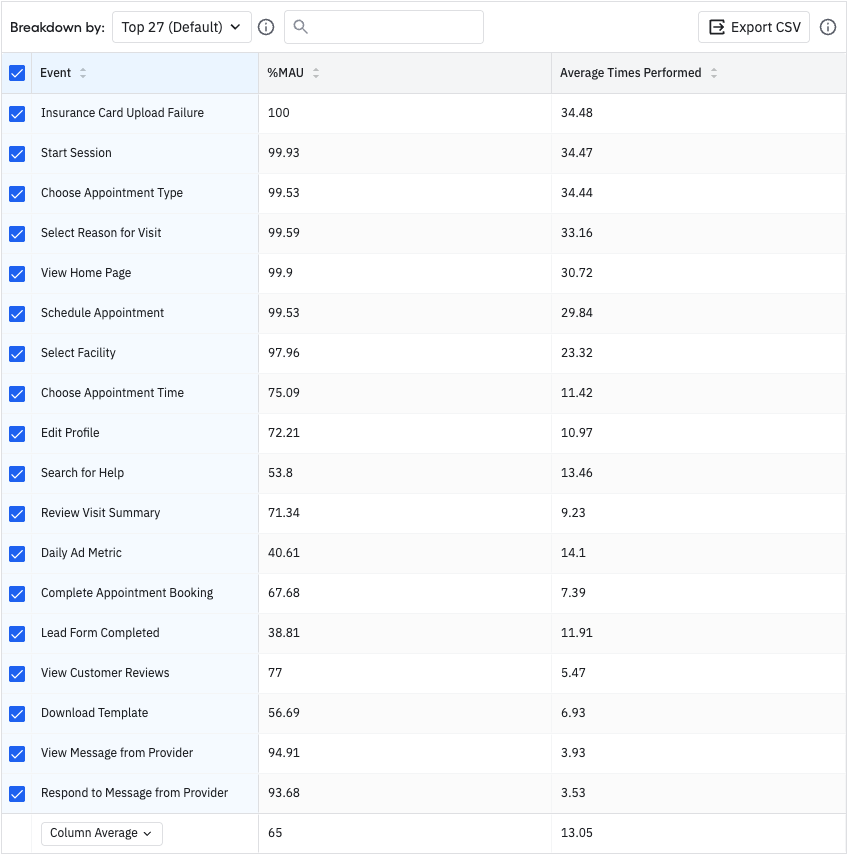 Breakdown by: Top 27 (Default) Export CSV
Event %MAU Average Times Performed
Insurance Card Upload Failure 100 34.48
Start Session 99.93 34.47
Choose Appointment Type 99.53 34.44
Select Reason for Visit 99.59 33.16
View Home Page 99.9 30.72
Schedule Appointment 99.53 29.84
Select Facility 97.96 23.32
Choose Appointment Time 75.09 11.42
Edit Profile 72.21 10.97
Search for Help 53.8 13.46
Review Visit Summary 71.34 9.23
Daily Ad Metric 40.61 14.1
Complete Appointment Booking 67.68 7.39
Lead Form Completed 38.81 11.91
View Customer Reviews 77 5.47
Download Template 56.69 6.93
View Message from Provider 94.91 3.93
Respond to Message from Provider 93.68 3.53
Column Average 65 13.05